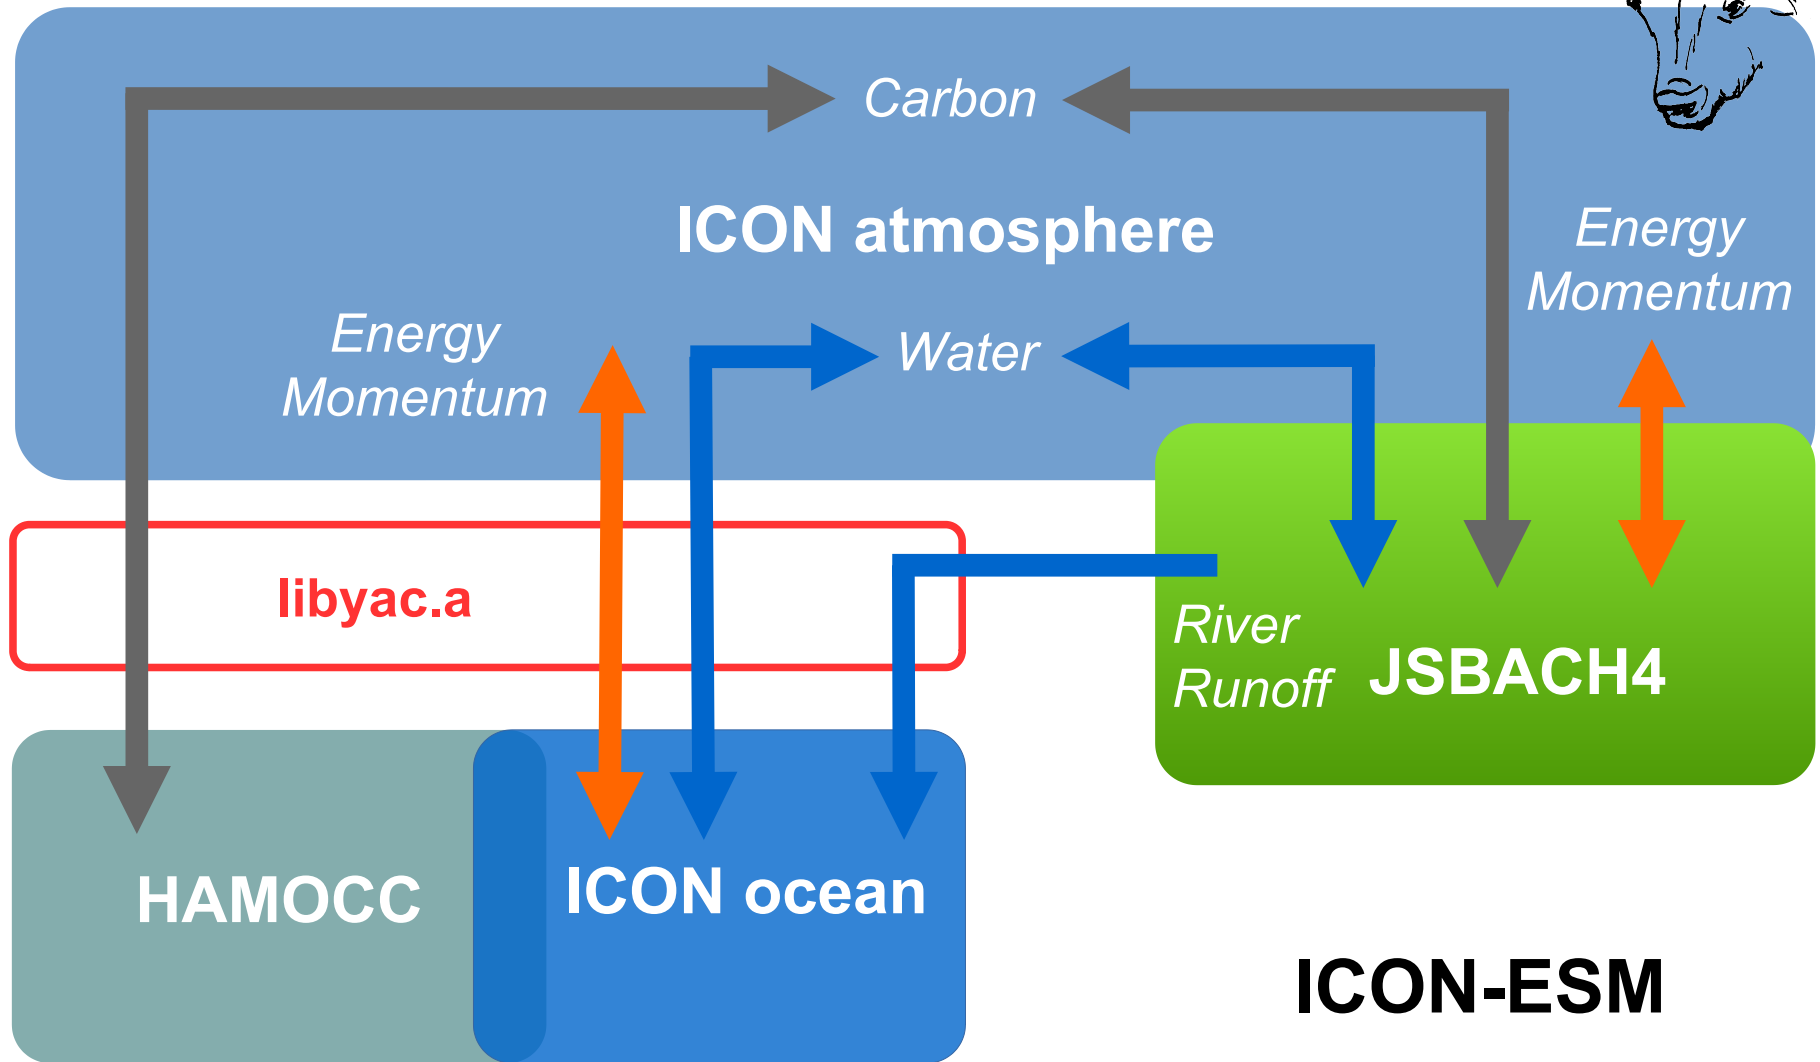 Carbon
ICON atmosphere
Energy
Momentum
Energy
Momentum
Water
libyac.a
River
Runoff
JSBACH4
HAMOCC
ICON ocean
ICON-ESM